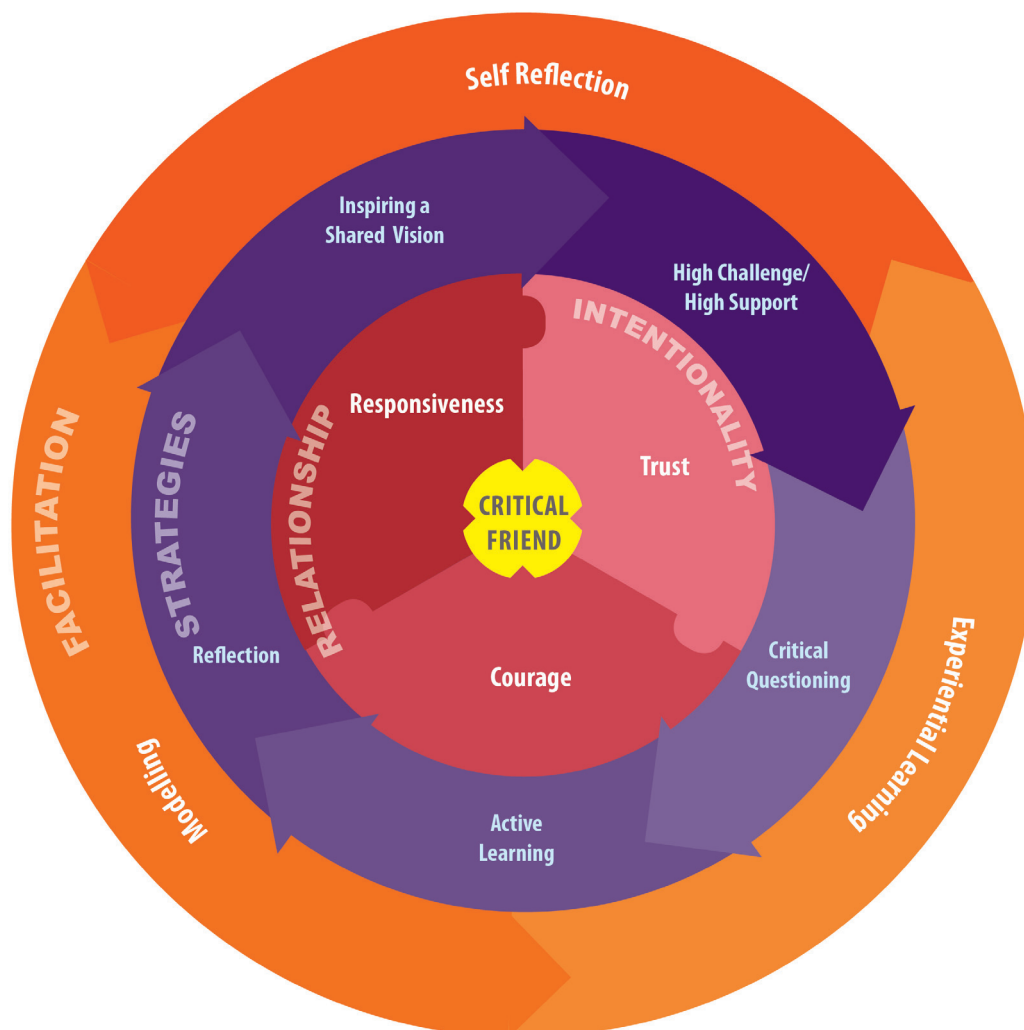 Self Reflection
Inspiring a
Shared Vision
High Challenge/
High Support
INTENTIONALITY
Responsiveness
Trust
FACILITATION
STRATEGIES
RELATIONSHIP
CRITICAL
FRIEND
Reflection
Courage
Critical
Questioning
Experiential Learning
Modelling
Active
Learning